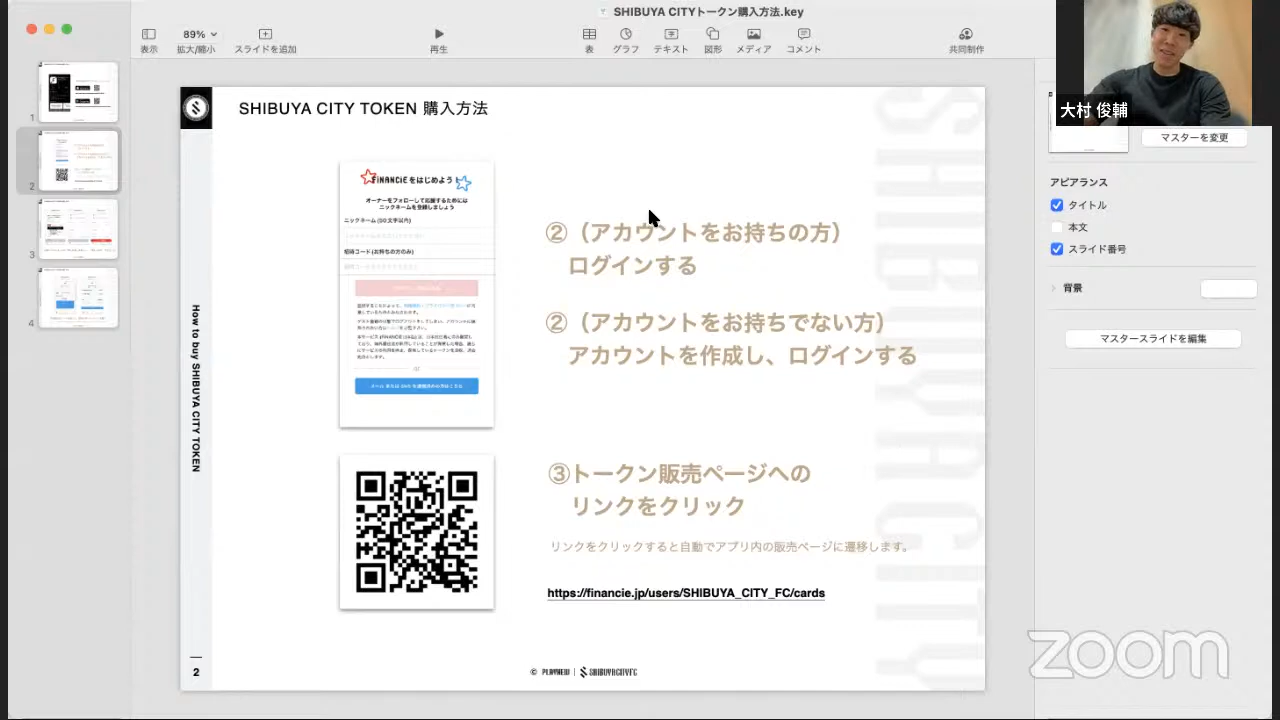 SHIBUYA CITYトークン購入方法.key
89%
表示
拡大/縮小
スライドを追加
再生
表
グラフ
テキスト
図形
メディア
コメント
共同制作
大村 俊輔
マスターを変更
アピアランス
タイトル
本文
スライド番号
背景
マスタースライドを編集
1
2
3
4
SHIBUYA CITY TOKEN 購入方法
How to buy SHIBUYA CITY TOKEN
FiNANCiE をはじめよう！
オーナーをフォローして応援するためには
ニックネームを登録しましょう
ニックネーム (50文字以内)
招待コード (お持ちの方のみ)
or
②（アカウントをお持ちの方）
ログインする
②（アカウントをお持ちでない方）
アカウントを作成し、ログインする
③トークン販売ページへの
リンクをクリック
リンクをクリックすると自動でアプリ内の販売ページに遷移します。
https://financie.jp/users/SHIBUYA_CITY_FC/cards
2
© PLAYNEW | SHIBUYACITYFC
SHIBUYA CITY
zoom